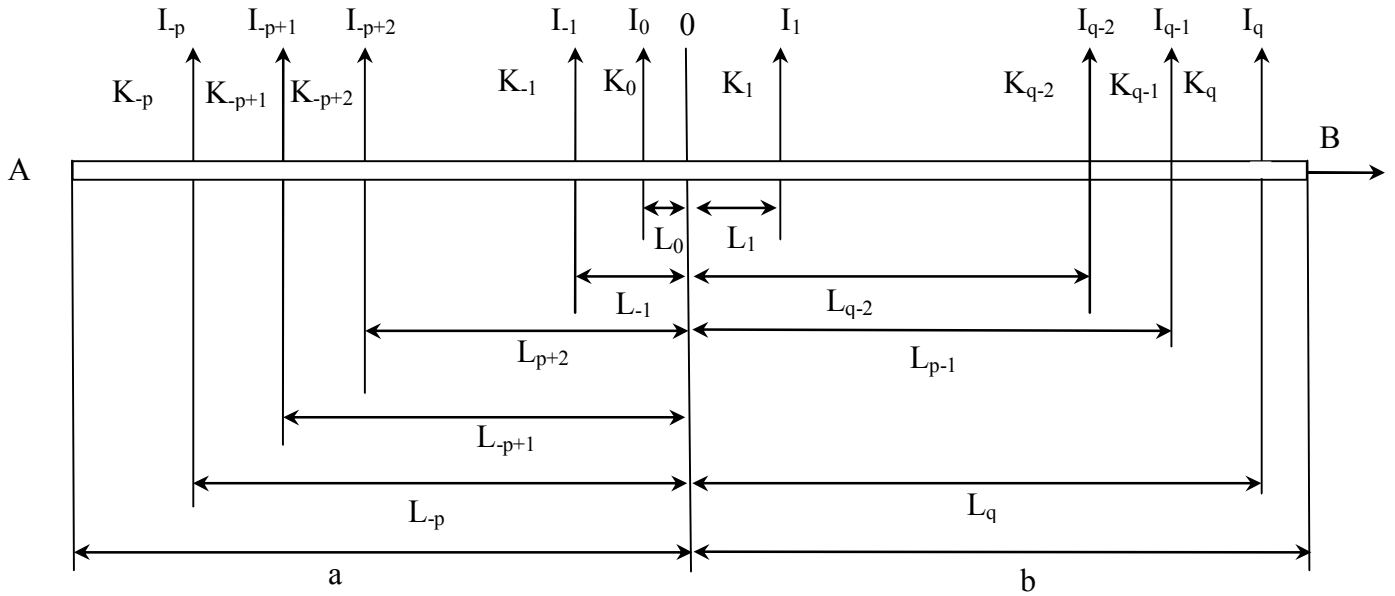 I-p I-p+1 I-p+2 I-1 I0 0 I1 Iq-2 Iq-1 Iq
K-p K-p+1 K-p+2 K-1 K0 K1 Kq-2 Kq-1 Kq
A B
L0 L1
L-1 Lq-2
Lp+2 Lp-1
L-p+1
L-p Lq
a b